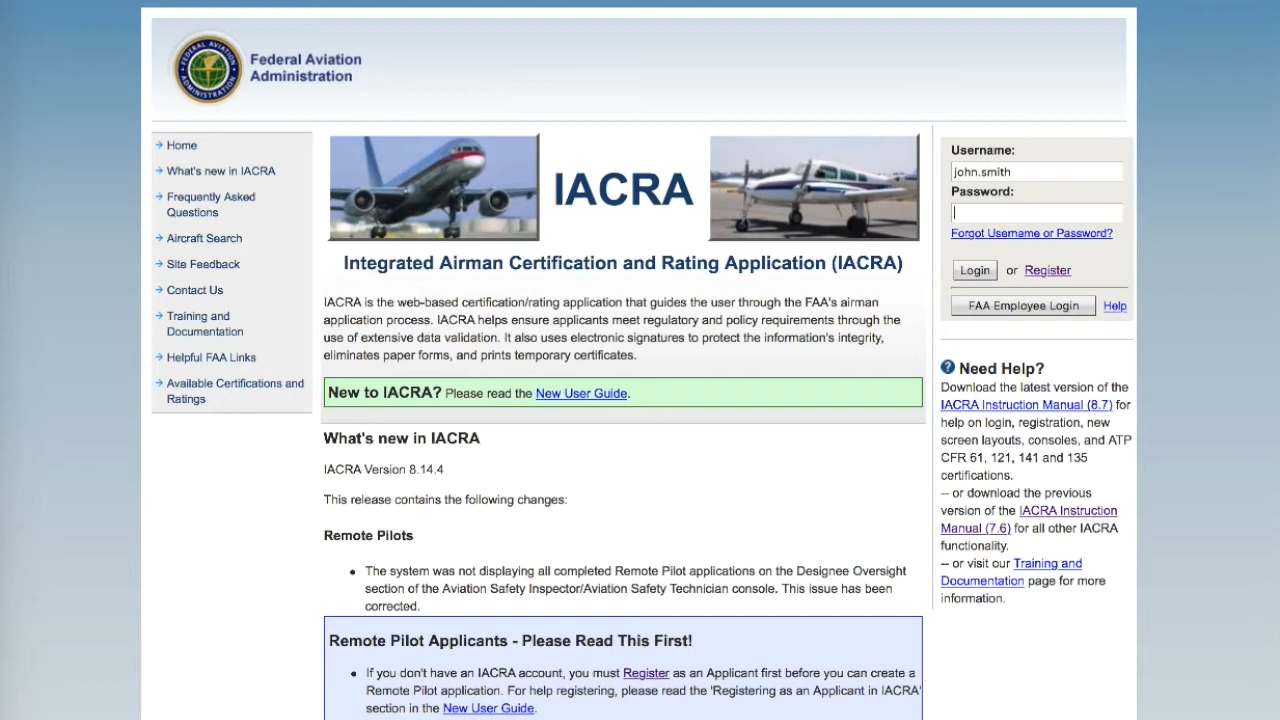 Federal Aviation
Administration
FEDERAL AVIATION
ADMINISTRATION
Home
What's new in IACRA
Frequently Asked
Questions
Aircraft Search
Site Feedback
Contact Us
Training and
Documentation
Helpful FAA Links
Available Certifications and
Ratings
IACRA
Integrated Airman Certification and Rating Application (IACRA)
IACRA is the web-based certification/rating application that guides the user through the FAA's airman
application process. IACRA helps ensure applicants meet regulatory and policy requirements through the
use of extensive data validation. It also uses electronic signatures to protect the information's integrity,
eliminates paper forms, and prints temporary certificates.
New to IACRA? Please read the New User Guide.
What's new in IACRA
IACRA Version 8.14.4
This release contains the following changes:
Remote Pilots
• The system was not displaying all completed Remote Pilot applications on the Designee Oversight
section of the Aviation Safety Inspector/Aviation Safety Technician console. This issue has been
corrected.
Remote Pilot Applicants - Please Read This First!
• If you don't have an IACRA account, you must Register as an Applicant first before you can create a
Remote Pilot application. For help registering, please read the 'Registering as an Applicant in IACRA'
section in the New User Guide.
Username:
john.smith
Password:
Forgot Username or Password?
Login or Register
FAA Employee Login Help
? Need Help?
Download the latest version of the
IACRA Instruction Manual (8.7) for
help on login, registration, new
screen layouts, consoles, and ATP
CFR 61, 121, 141 and 135
certifications.
-- or download the previous
version of the IACRA Instruction
Manual (7.6) for all other IACRA
functionality.
-- or visit our Training and
Documentation page for more
information.